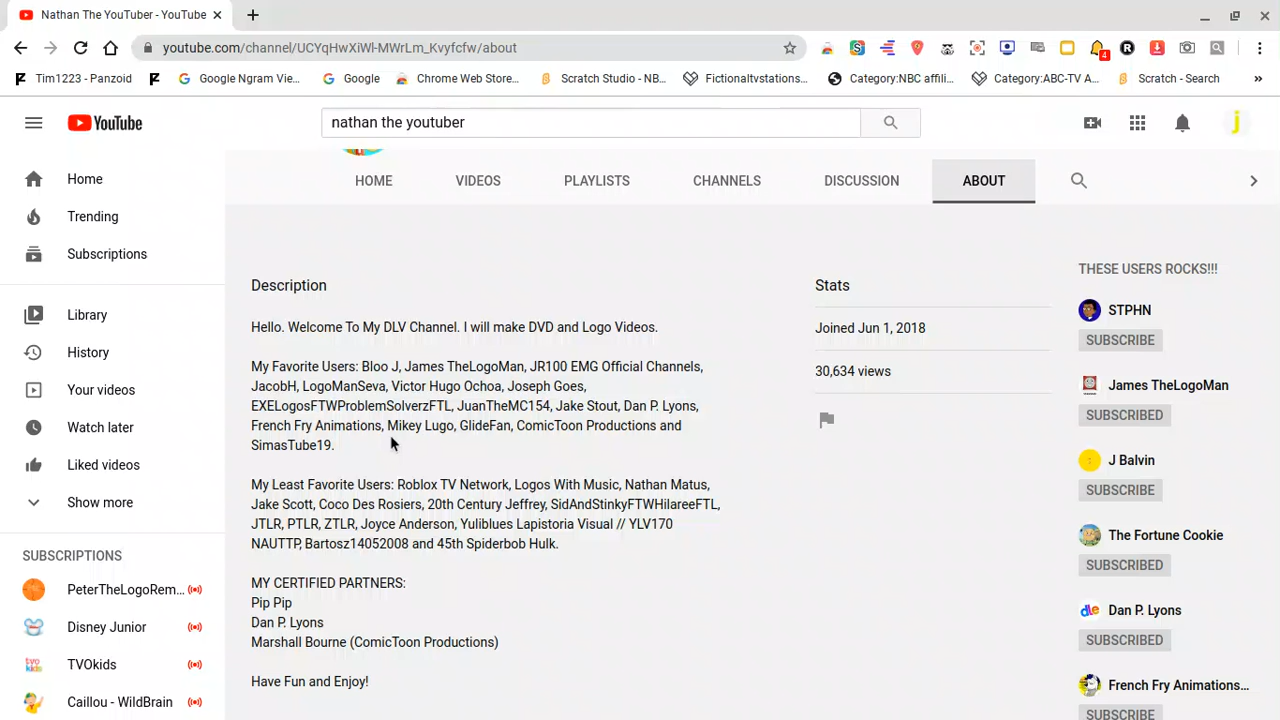 Nathan The YouTuber - YouTube
youtube.com/channel/UCYqHwXiWl-MWrLm_Kvyfcfw/about
4
Tim1223 - Panzoid
Google Ngram Vie...
Google
Chrome Web Store...
Scratch Studio - NB...
Fictionaltvstations...
Category:NBC affili...
Category:ABC-TV A...
Scratch - Search
»
YouTube
nathan the youtuber
j
HOME
VIDEOS
PLAYLISTS
CHANNELS
DISCUSSION
ABOUT
Home
Trending
Subscriptions
Library
History
Your videos
Watch later
Liked videos
Show more
SUBSCRIPTIONS
PeterTheLogoRem...
Disney Junior
TVOkids
Caillou - WildBrain
Description
Hello. Welcome To My DLV Channel. I will make DVD and Logo Videos.
My Favorite Users: Bloo J, James TheLogoMan, JR100 EMG Official Channels,
JacobH, LogoManSeva, Victor Hugo Ochoa, Joseph Goes,
EXELogosFTWProblemSolverzFTL, JuanTheMC154, Jake Stout, Dan P. Lyons,
French Fry Animations, Mikey Lugo, GlideFan, ComicToon Productions and
SimasTube19.
My Least Favorite Users: Roblox TV Network, Logos With Music, Nathan Matus,
Jake Scott, Coco Des Rosiers, 20th Century Jeffrey, SidAndStinkyFTWHilareeFTL,
JTLR, PTLR, ZTLR, Joyce Anderson, Yuliblues Lapistoria Visual // YLV170
NAUTTP, Bartosz14052008 and 45th Spiderbob Hulk.
MY CERTIFIED PARTNERS:
Pip Pip
Dan P. Lyons
Marshall Bourne (ComicToon Productions)
Have Fun and Enjoy!
Stats
Joined Jun 1, 2018
30,634 views
THESE USERS ROCKS!!!
STPHN
SUBSCRIBE
James TheLogoMan
SUBSCRIBED
J Balvin
SUBSCRIBE
The Fortune Cookie
SUBSCRIBED
dle
Dan P. Lyons
SUBSCRIBED
French Fry Animations...
SUBSCRIBE